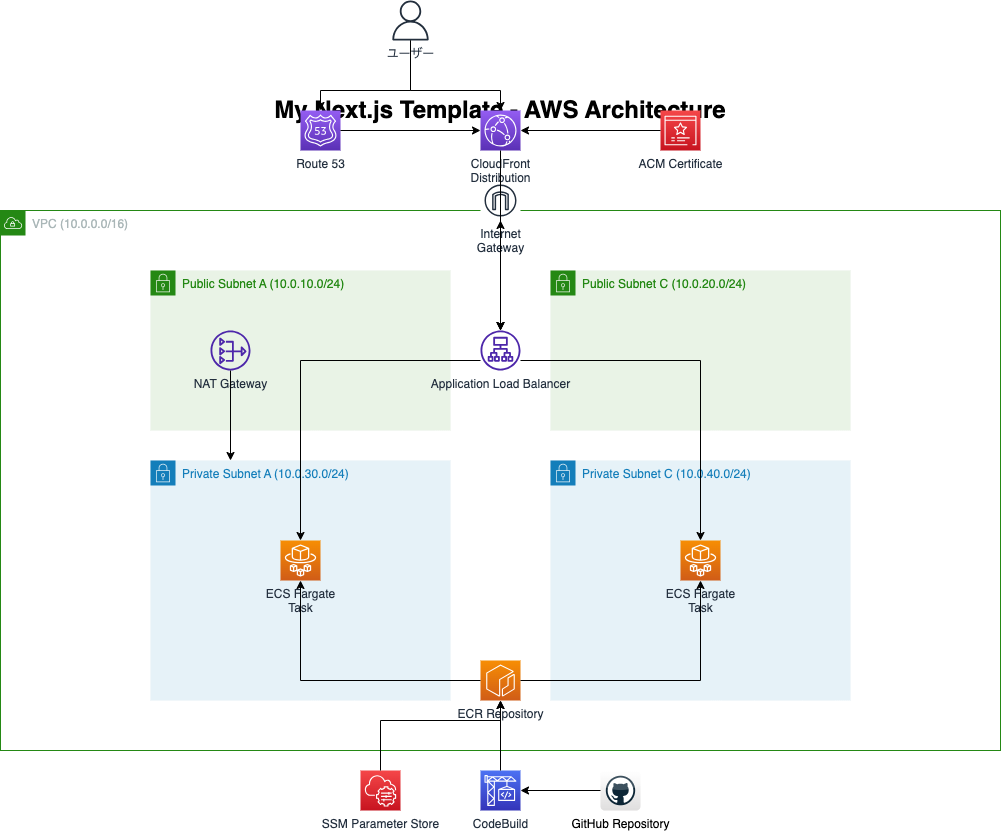 ユーザー
My Next.js Template - AWS Architecture
53
Route 53
CloudFront
Distribution
ACM Certificate
VPC (10.0.0.0/16)
Internet
Gateway
Public Subnet A (10.0.10.0/24)
Public Subnet C (10.0.20.0/24)
NAT Gateway
Application Load Balancer
Private Subnet A (10.0.30.0/24)
Private Subnet C (10.0.40.0/24)
ECS Fargate
Task
ECS Fargate
Task
ECR Repository
SSM Parameter Store
CodeBuild
GitHub Repository